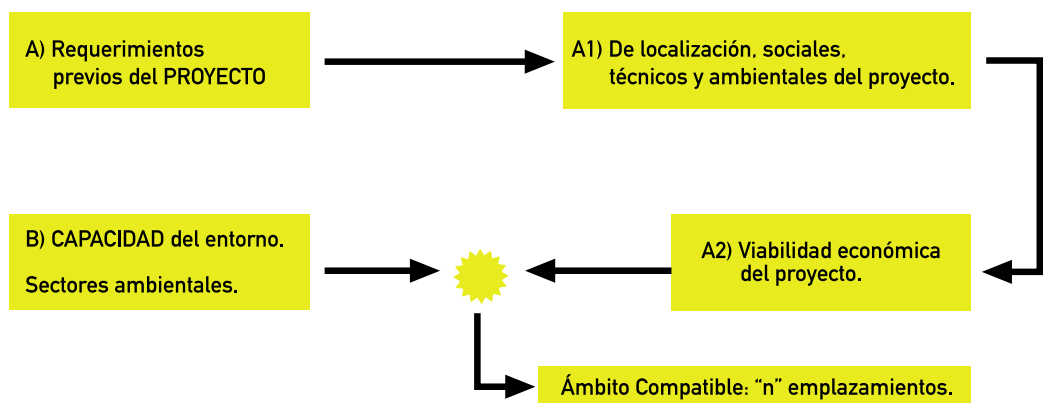 A) Requerimientos
previos del PROYECTO
A1) De localización, sociales,
técnicos y ambientales del proyecto.
B) CAPACIDAD del entorno.
Sectores ambientales.
A2) Viabilidad económica
del proyecto.
Ámbito Compatible: “n” emplazamientos.